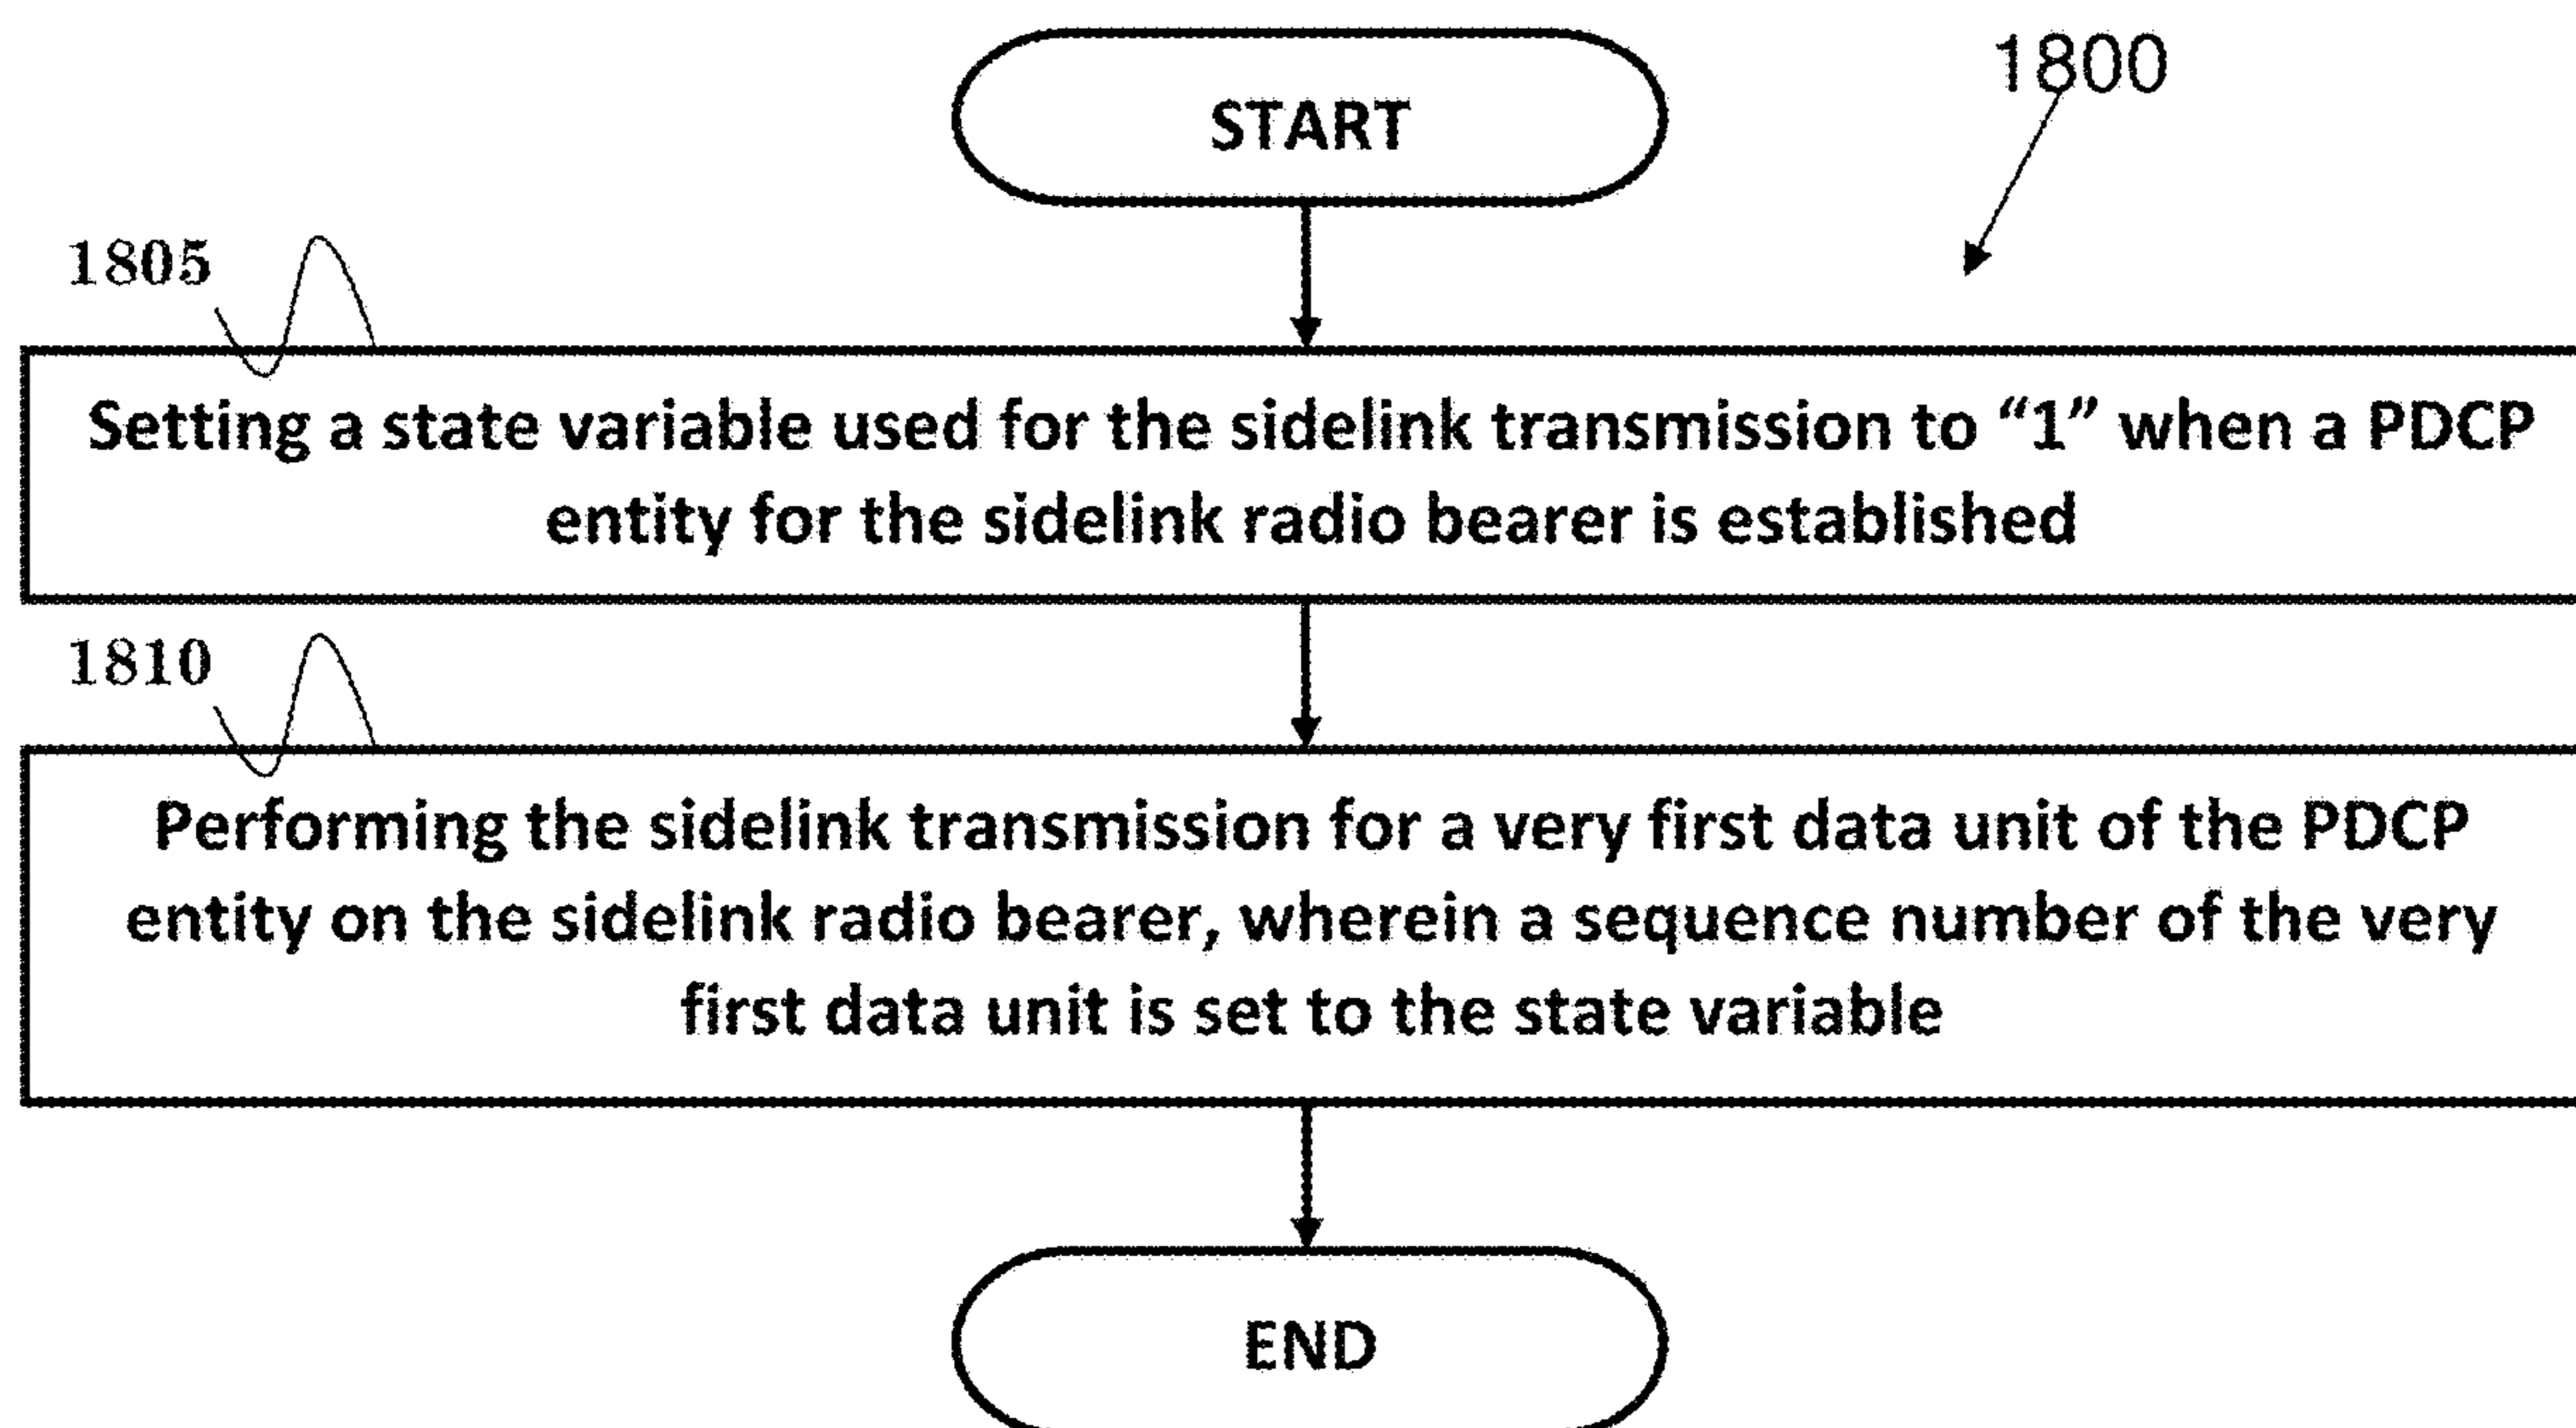 START
1800
1805
Setting a state variable used for the sidelink transmission to “1” when a PDCP
entity for the sidelink radio bearer is established
1810
Performing the sidelink transmission for a very first data unit of the PDCP
entity on the sidelink radio bearer, wherein a sequence number of the very
first data unit is set to the state variable
END